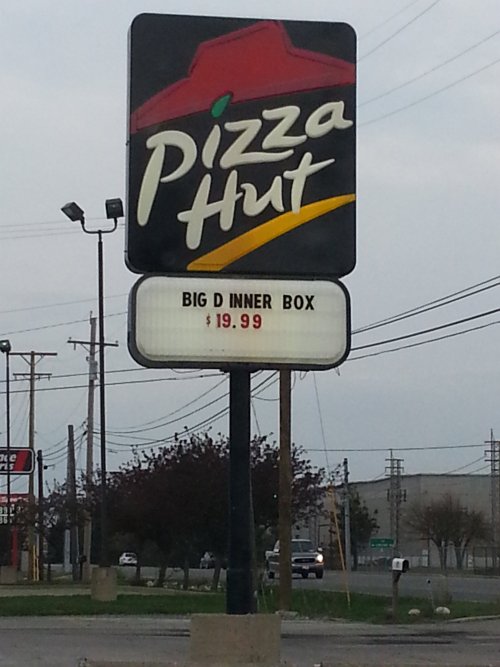 Pizza
Hut
BIG D INNER BOX
$19.99